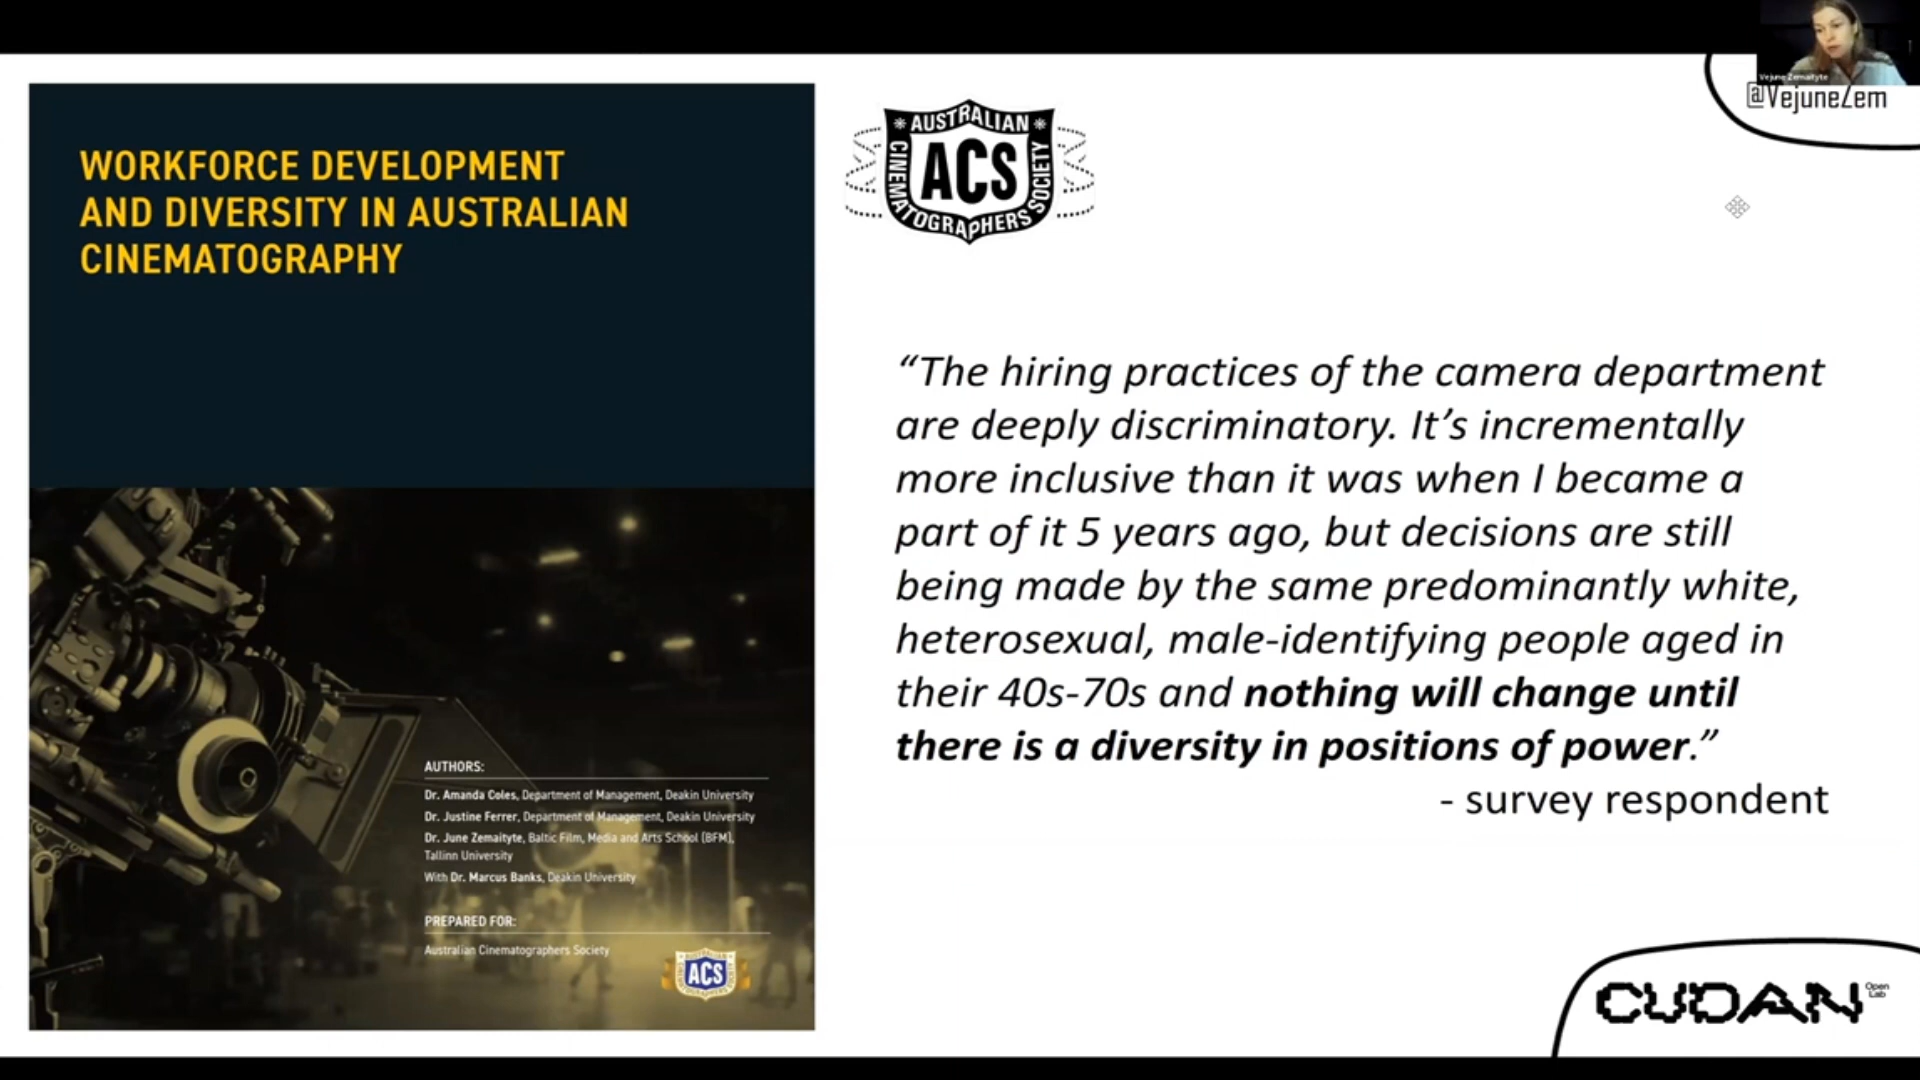 Vejune Zemaityte
@VejuneZem
WORKFORCE DEVELOPMENT
AND DIVERSITY IN AUSTRALIAN
CINEMATOGRAPHY
AUTHORS:
Dr. Amanda Coles, Department of Management, Deakin University
Dr. Justine Ferrer, Department of Management, Deakin University
Dr. June Zemaityte, Baltic Film, Media and Arts School (BFM),
Tallinn University
With Dr. Marcus Banks, Deakin University
PREPARED FOR:
Australian Cinematographers Society
AUSTRALIAN
ACS
CINEMATOGRAPHERS SOCIETY
AUSTRALIAN
ACS
CINEMATOGRAPHERS SOCIETY
“The hiring practices of the camera department
are deeply discriminatory. It’s incrementally
more inclusive than it was when I became a
part of it 5 years ago, but decisions are still
being made by the same predominantly white,
heterosexual, male-identifying people aged in
their 40s-70s and nothing will change until
there is a diversity in positions of power.”
- survey respondent
CUDAN
Open
Lab